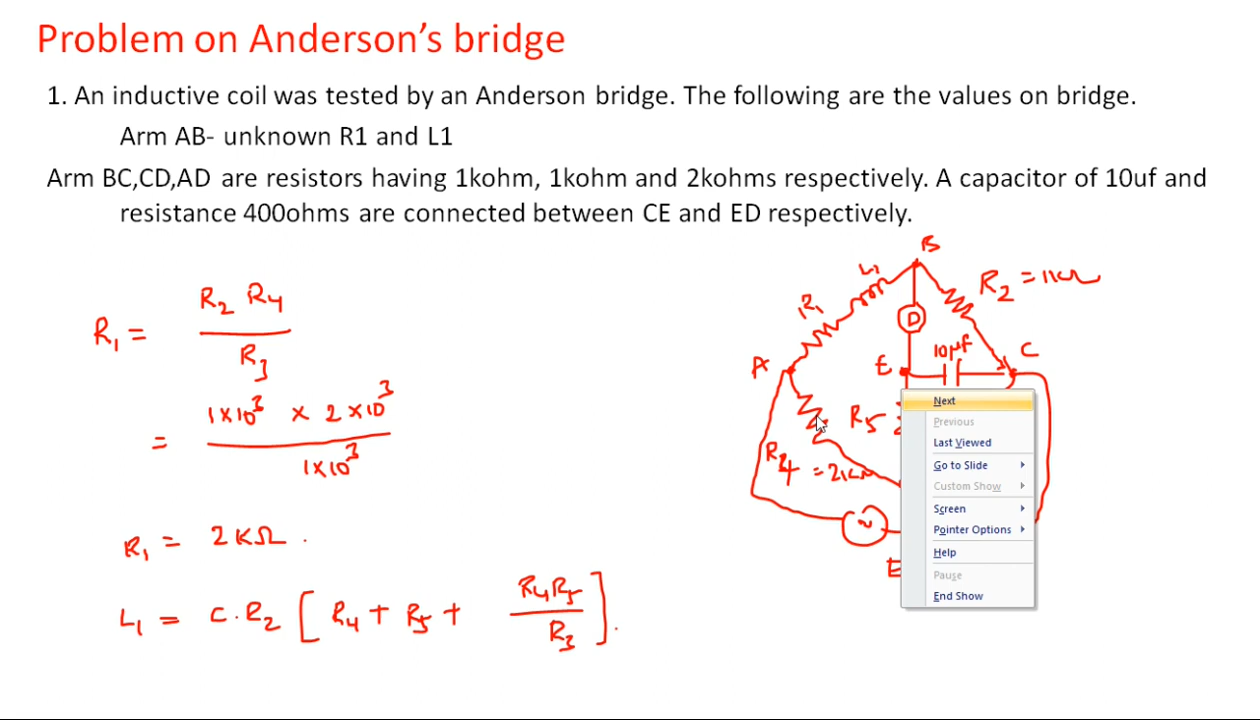 Problem on Anderson's bridge
1. An inductive coil was tested by an Anderson bridge. The following are the values on bridge.
Arm AB- unknown R1 and L1
Arm BC,CD,AD are resistors having 1kohm, 1kohm and 2kohms respectively. A capacitor of 10uf and
resistance 400ohms are connected between CE and ED respectively.
R₁ = R₂ R₄ / R₃
= 1×10³ × 2×10³ / 1×10³
R₁ = 2KΩ.
L₁ = C.R₂ [ R₄ + R₅ + R₄R₅ / R₃ ].
B
L₁
R₂ = 1kΩ
R₁
D
10μf
C
A
E
R₅
R₄ = 2kΩ
~
E
Next
Previous
Last Viewed
Go to Slide
Custom Show
Screen
Pointer Options
Help
Pause
End Show